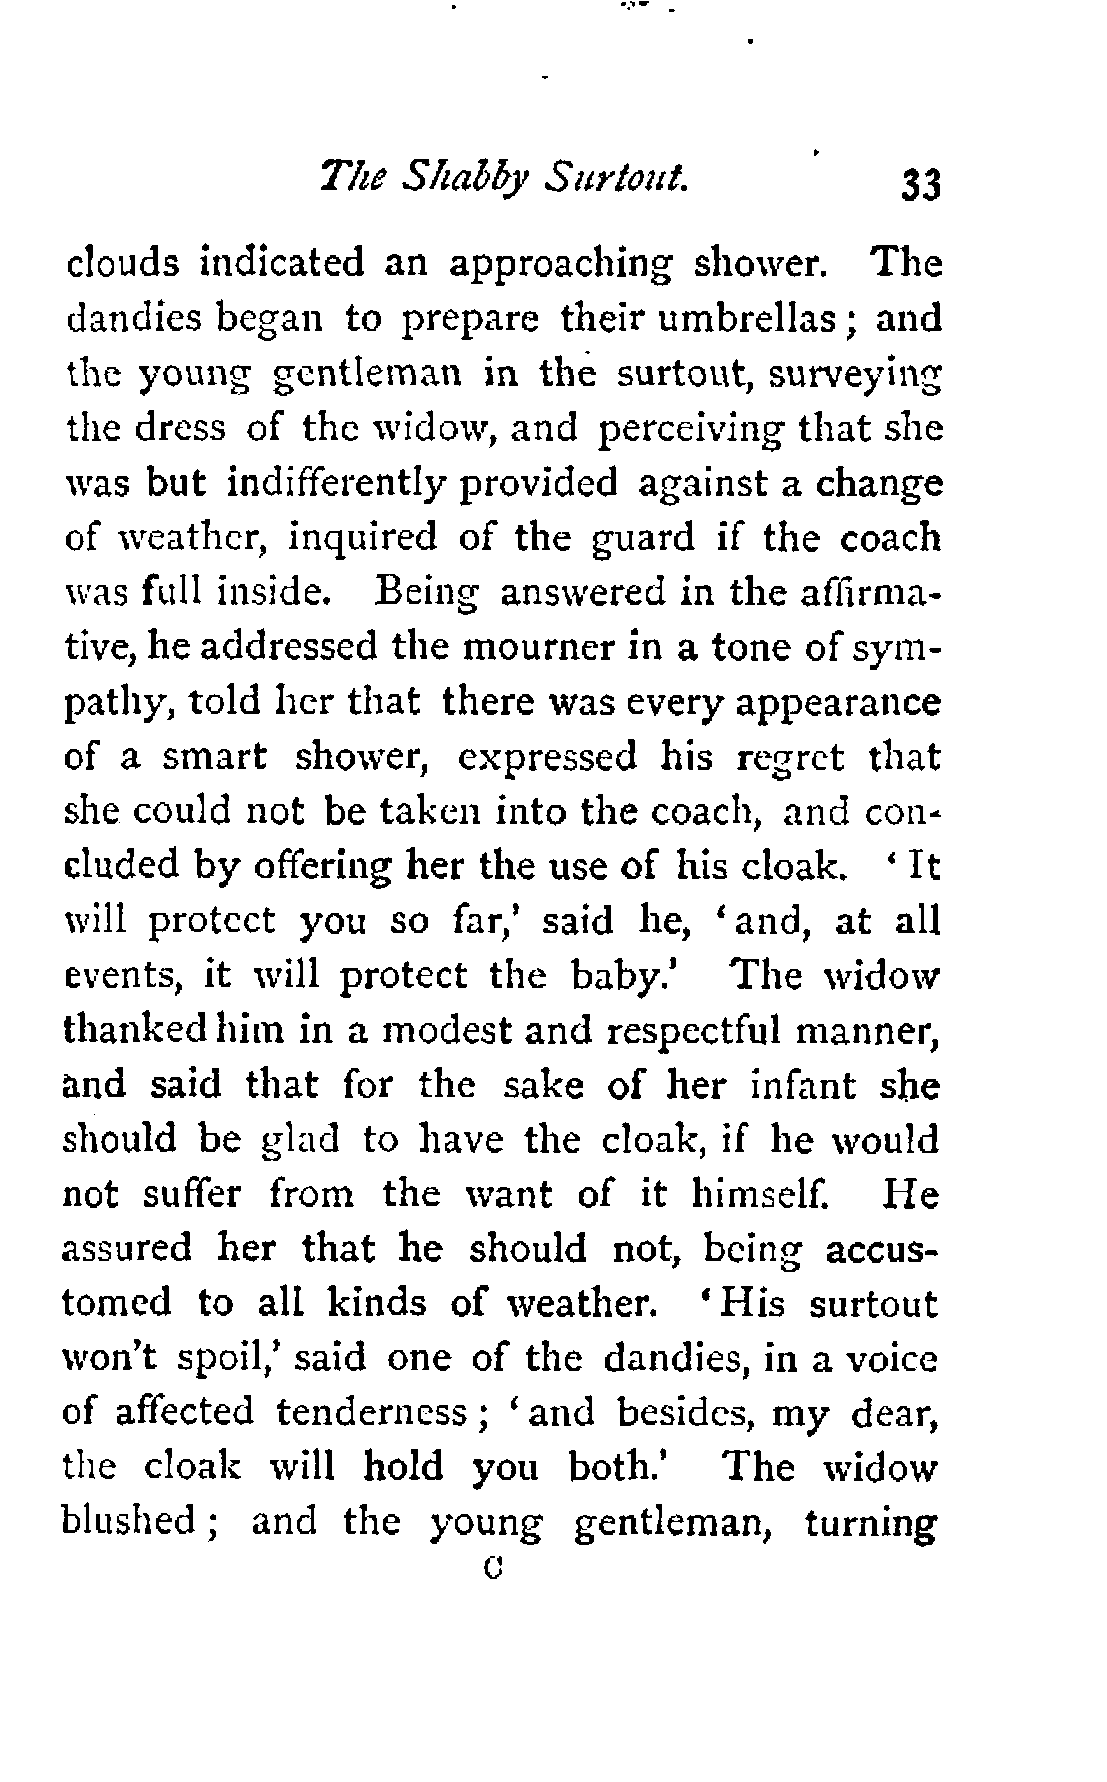 The Shabby Surtout. 33
clouds indicated an approaching shower. The
dandies began to prepare their umbrellas ; and
the young gentleman in the surtout, surveying
the dress of the widow, and perceiving that she
was but indifferently provided against a change
of weather, inquired of the guard if the coach
was full inside. Being answered in the affirma-
tive, he addressed the mourner in a tone of sym-
pathy, told her that there was every appearance
of a smart shower, expressed his regret that
she could not be taken into the coach, and con-
cluded by offering her the use of his cloak. ‘ It
will protect you so far,’ said he, ‘ and, at all
events, it will protect the baby.’ The widow
thanked him in a modest and respectful manner,
and said that for the sake of her infant she
should be glad to have the cloak, if he would
not suffer from the want of it himself. He
assured her that he should not, being accus-
tomed to all kinds of weather. ‘ His surtout
won't spoil,’ said one of the dandies, in a voice
of affected tenderness ; ‘ and besides, my dear,
the cloak will hold you both.’ The widow
blushed ; and the young gentleman, turning
C